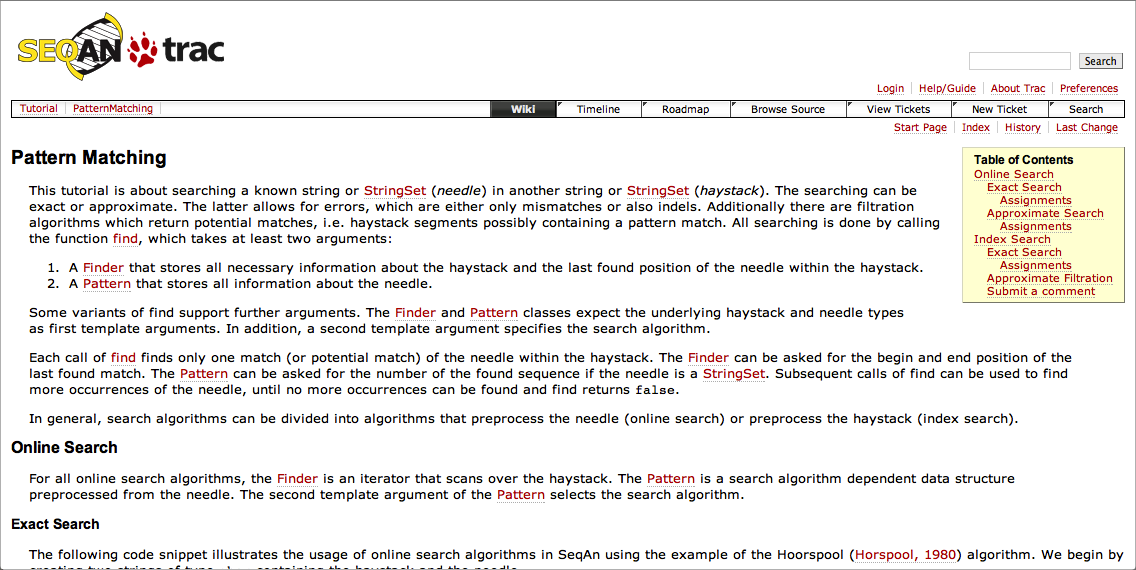 SEQAN trac
Search
Login Help/Guide About Trac Preferences
Tutorial PatternMatching Wiki Timeline Roadmap Browse Source View Tickets New Ticket Search
Start Page Index History Last Change
Pattern Matching
This tutorial is about searching a known string or StringSet (needle) in another string or StringSet (haystack). The searching can be
exact or approximate. The latter allows for errors, which are either only mismatches or also indels. Additionally there are filtration
algorithms which return potential matches, i.e. haystack segments possibly containing a pattern match. All searching is done by calling
the function find, which takes at least two arguments:
1. A Finder that stores all necessary information about the haystack and the last found position of the needle within the haystack.
2. A Pattern that stores all information about the needle.
Table of Contents
Online Search
Exact Search
Assignments
Approximate Search
Assignments
Index Search
Exact Search
Assignments
Approximate Filtration
Submit a comment
Some variants of find support further arguments. The Finder and Pattern classes expect the underlying haystack and needle types
as first template arguments. In addition, a second template argument specifies the search algorithm.
Each call of find finds only one match (or potential match) of the needle within the haystack. The Finder can be asked for the begin and end position of the
last found match. The Pattern can be asked for the number of the found sequence if the needle is a StringSet. Subsequent calls of find can be used to find
more occurrences of the needle, until no more occurrences can be found and find returns false.
In general, search algorithms can be divided into algorithms that preprocess the needle (online search) or preprocess the haystack (index search).
Online Search
For all online search algorithms, the Finder is an iterator that scans over the haystack. The Pattern is a search algorithm dependent data structure
preprocessed from the needle. The second template argument of the Pattern selects the search algorithm.
Exact Search
The following code snippet illustrates the usage of online search algorithms in SeqAn using the example of the Hoorspool (Horspool, 1980) algorithm. We begin by